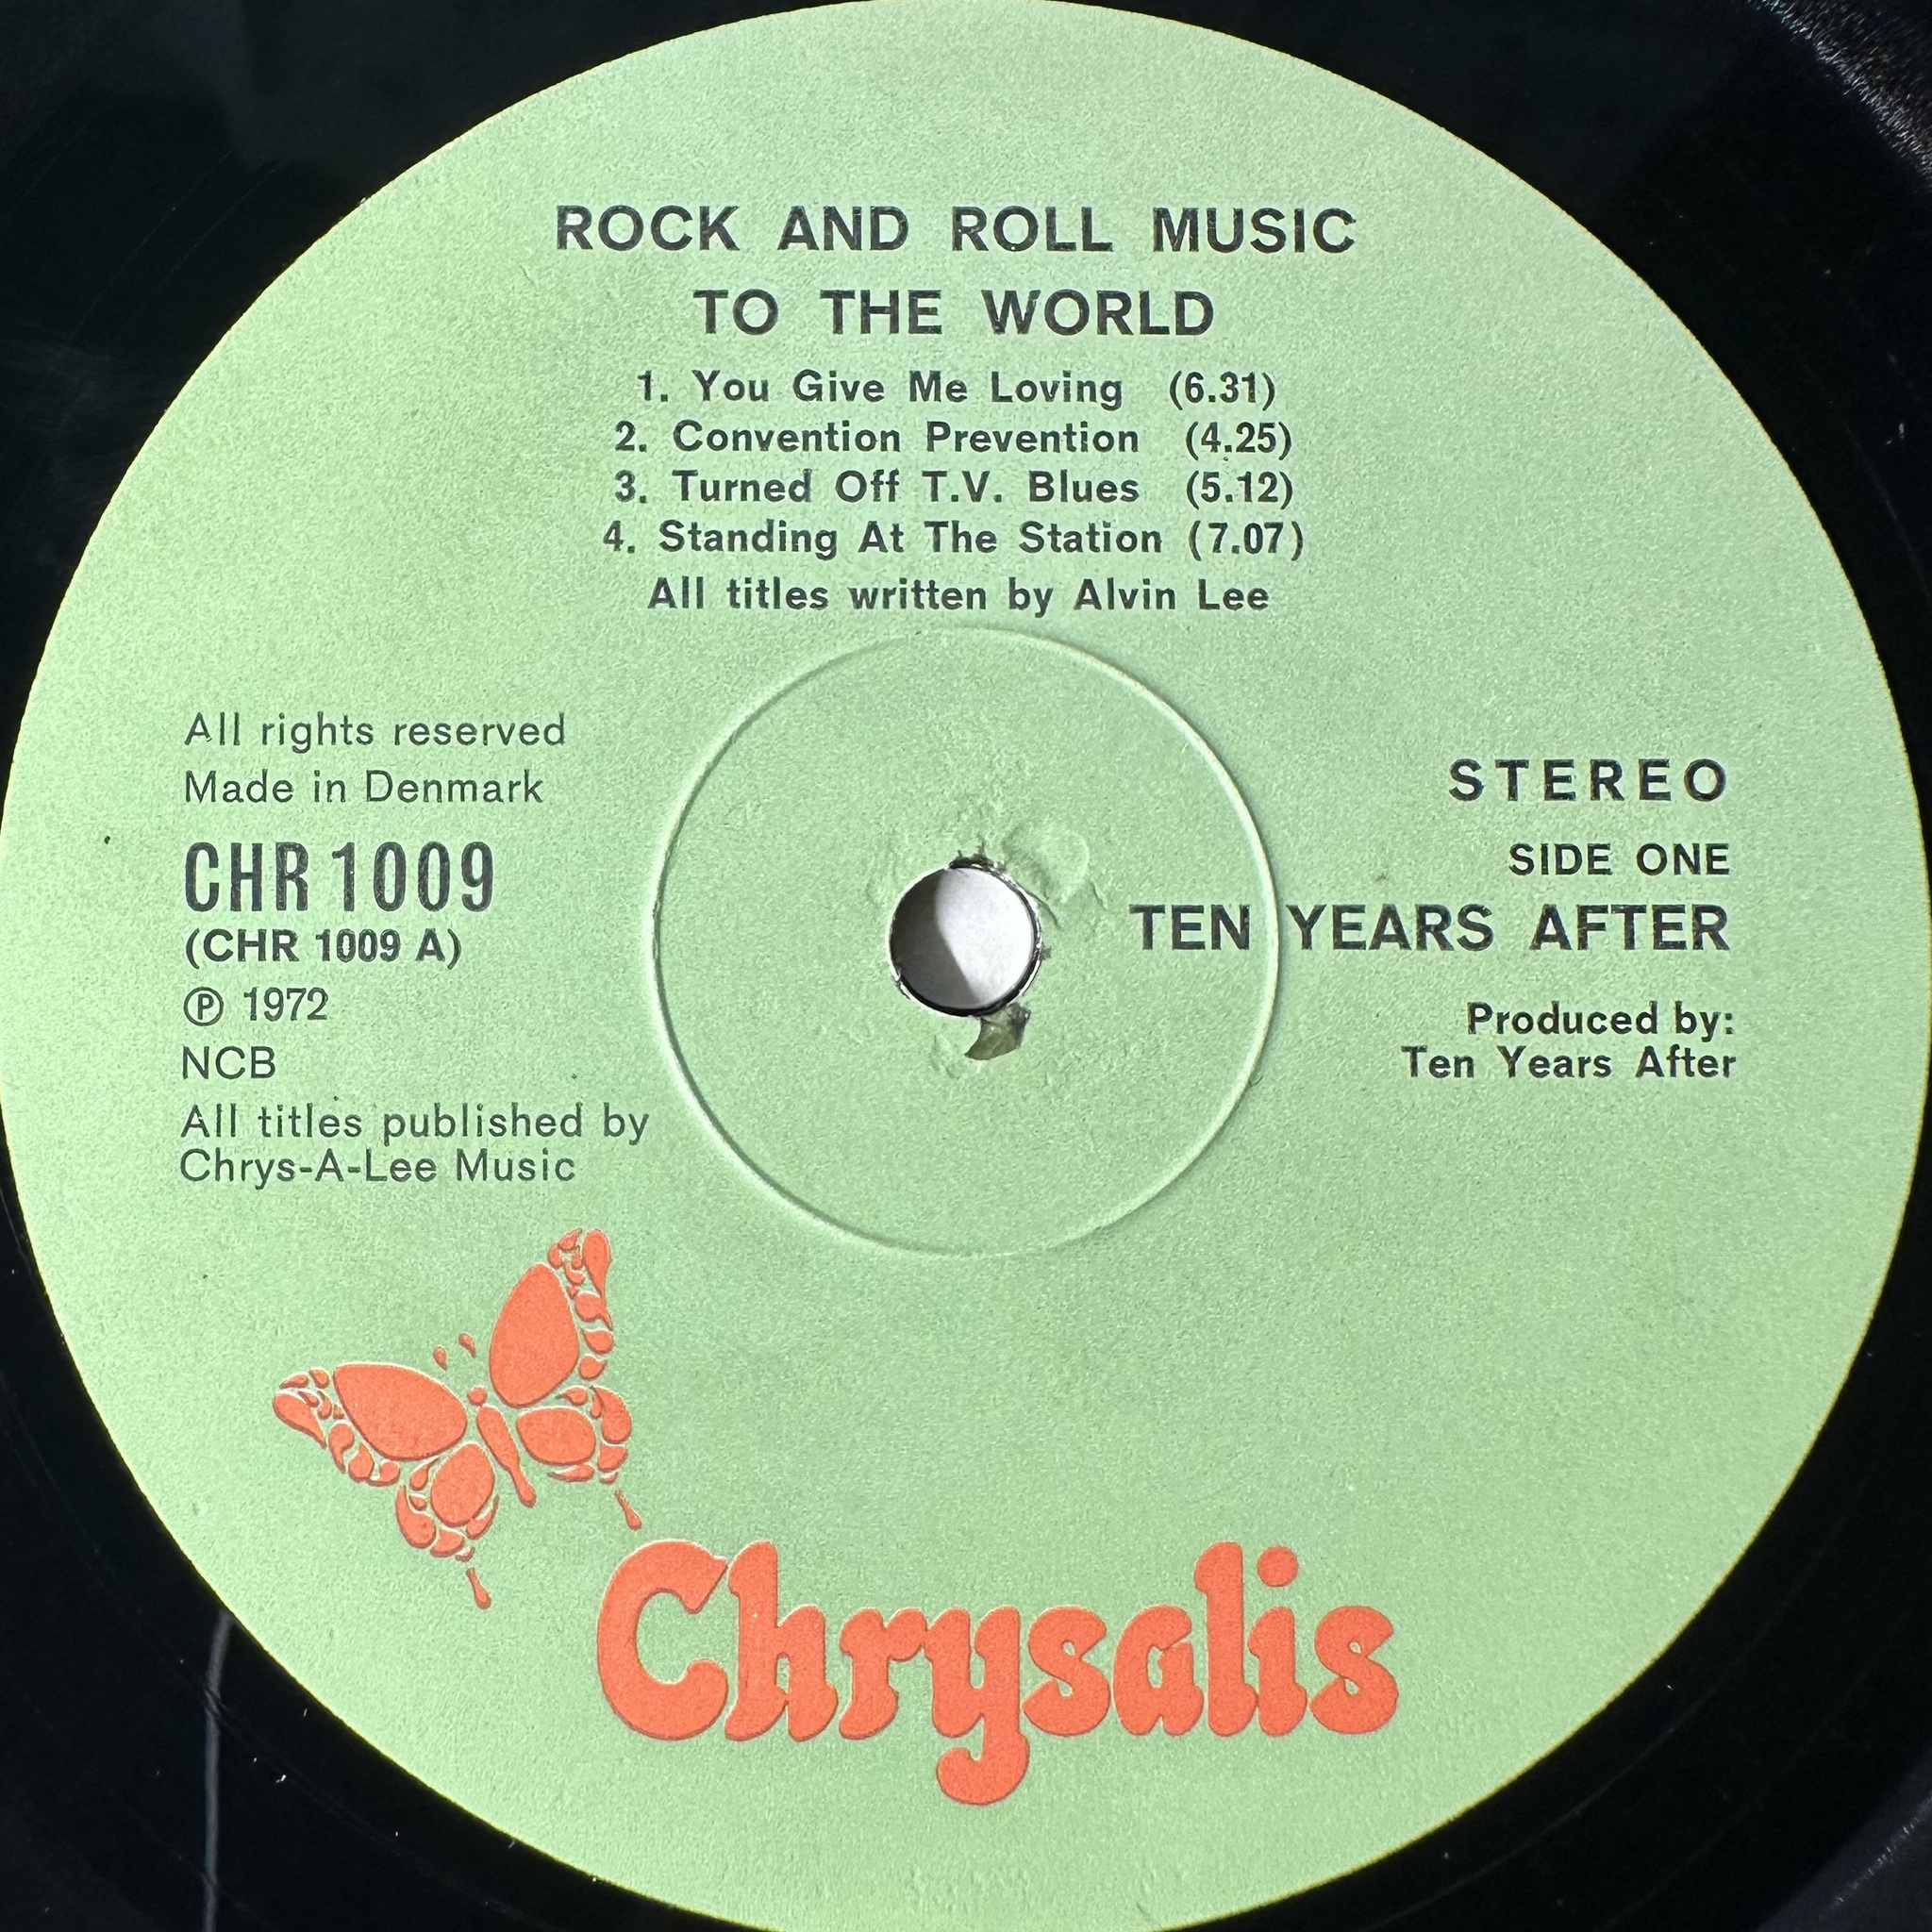 ROCK AND ROLL MUSIC
TO THE WORLD
1. You Give Me Loving (6.31)
2. Convention Prevention (4.25)
3. Turned Off T.V. Blues (5.12)
4. Standing At The Station (7.07)
All titles written by Alvin Lee
All rights reserved
Made in Denmark
CHR 1009
(CHR 1009 A)
℗ 1972
NCB
All titles published by
Chrys-A-Lee Music
STEREO
SIDE ONE
TEN YEARS AFTER
Produced by:
Ten Years After
Chrysalis